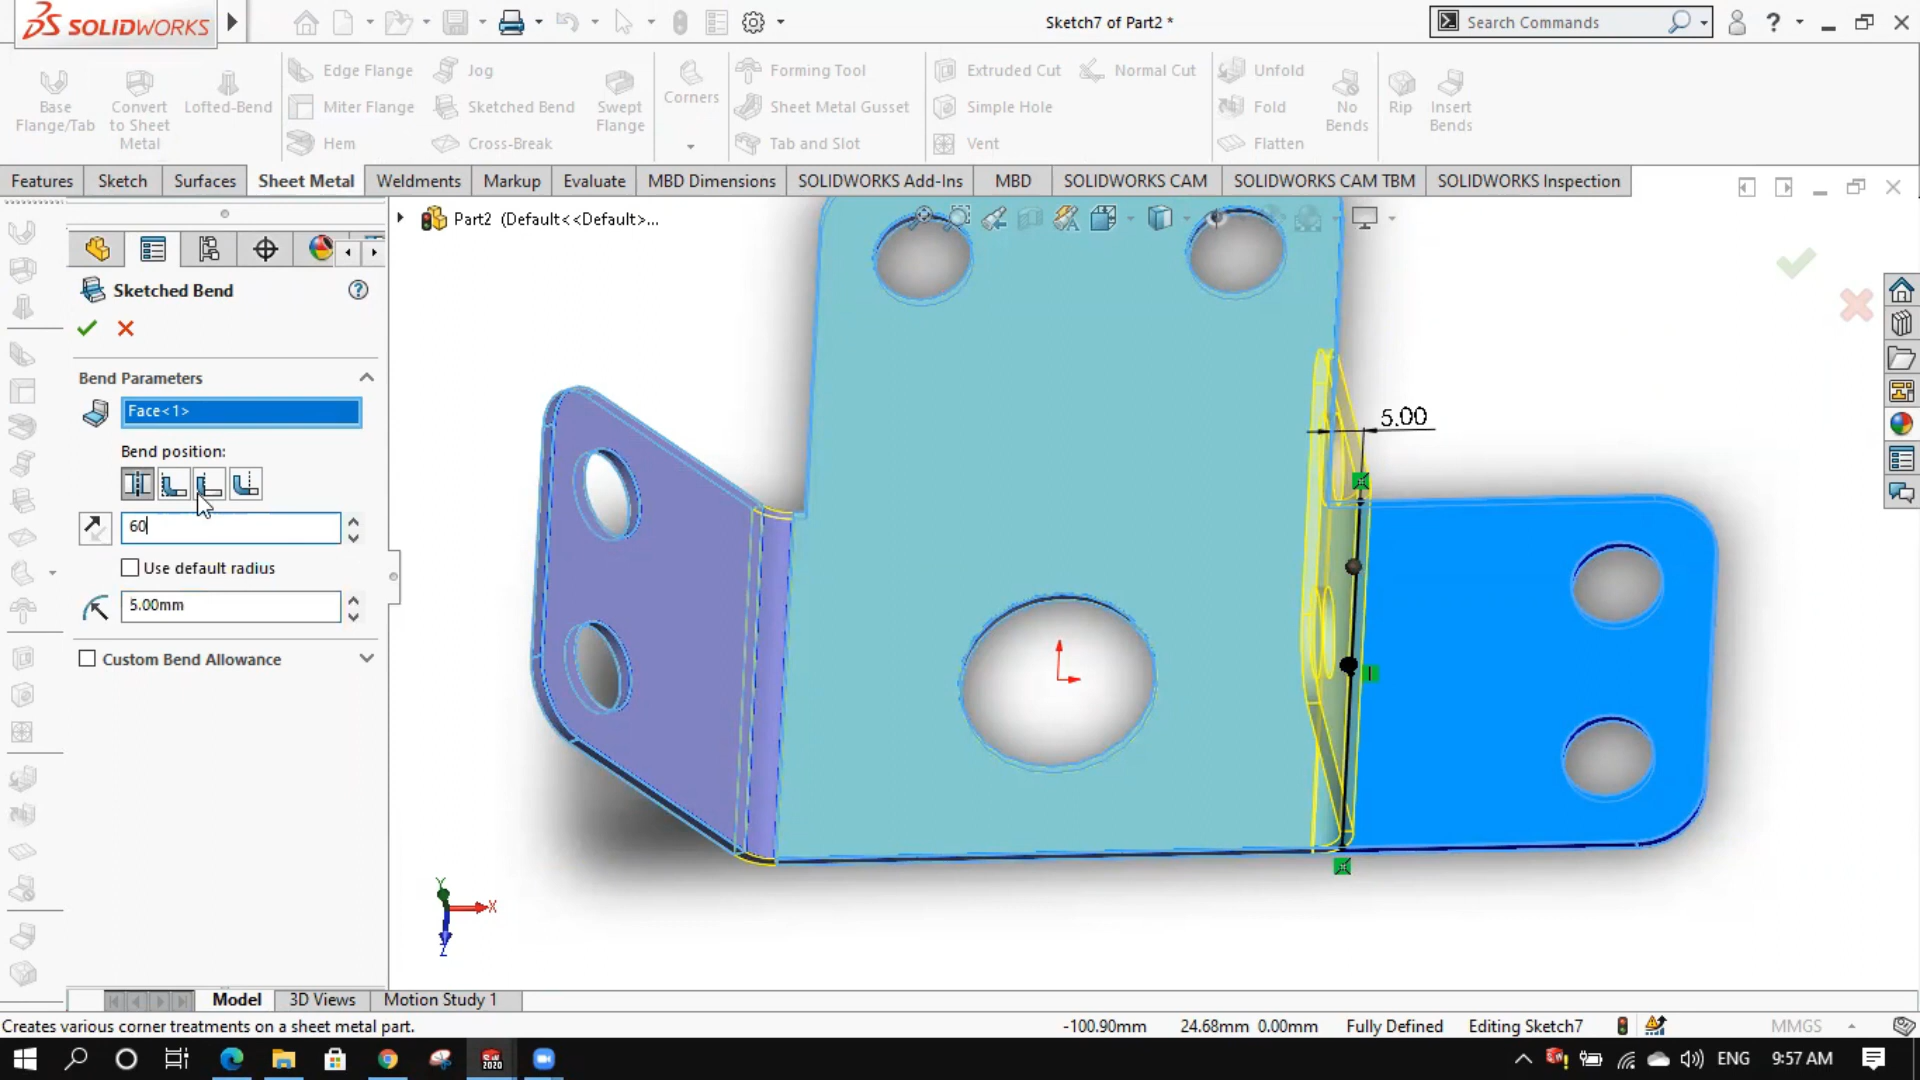 SOLIDWORKS
Sketch7 of Part2 *
Search Commands
?
Base
Flange/Tab
Convert
to Sheet
Metal
Lofted-Bend
Edge Flange
Miter Flange
Hem
Jog
Sketched Bend
Cross-Break
Swept
Flange
Corners
Forming Tool
Sheet Metal Gusset
Tab and Slot
Extruded Cut
Simple Hole
Vent
Normal Cut
Unfold
Fold
Flatten
No
Bends
Rip
Insert
Bends
Features
Sketch
Surfaces
Sheet Metal
Weldments
Markup
Evaluate
MBD Dimensions
SOLIDWORKS Add-Ins
MBD
SOLIDWORKS CAM
SOLIDWORKS CAM TBM
SOLIDWORKS Inspection
Part2 (Default<<Default>...
Sketched Bend
?
Bend Parameters
Face<1>
Bend position:
60
Use default radius
5.00mm
Custom Bend Allowance
5.00
Y
X
Z
Model
3D Views
Motion Study 1
Creates various corner treatments on a sheet metal part.
-100.90mm
24.68mm 0.00mm
Fully Defined
Editing Sketch7
MMGS
2020
ENG
9:57 AM